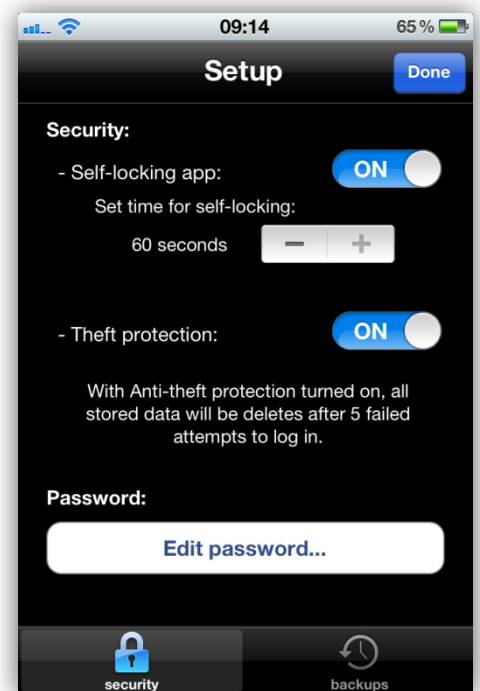 09:14
65 %
Setup
Done
Security:
- Self-locking app:
ON
Set time for self-locking:
60 seconds
- Theft protection:
ON
With Anti-theft protection turned on, all
stored data will be deletes after 5 failed
attempts to log in.
Password:
Edit password...
security
backups